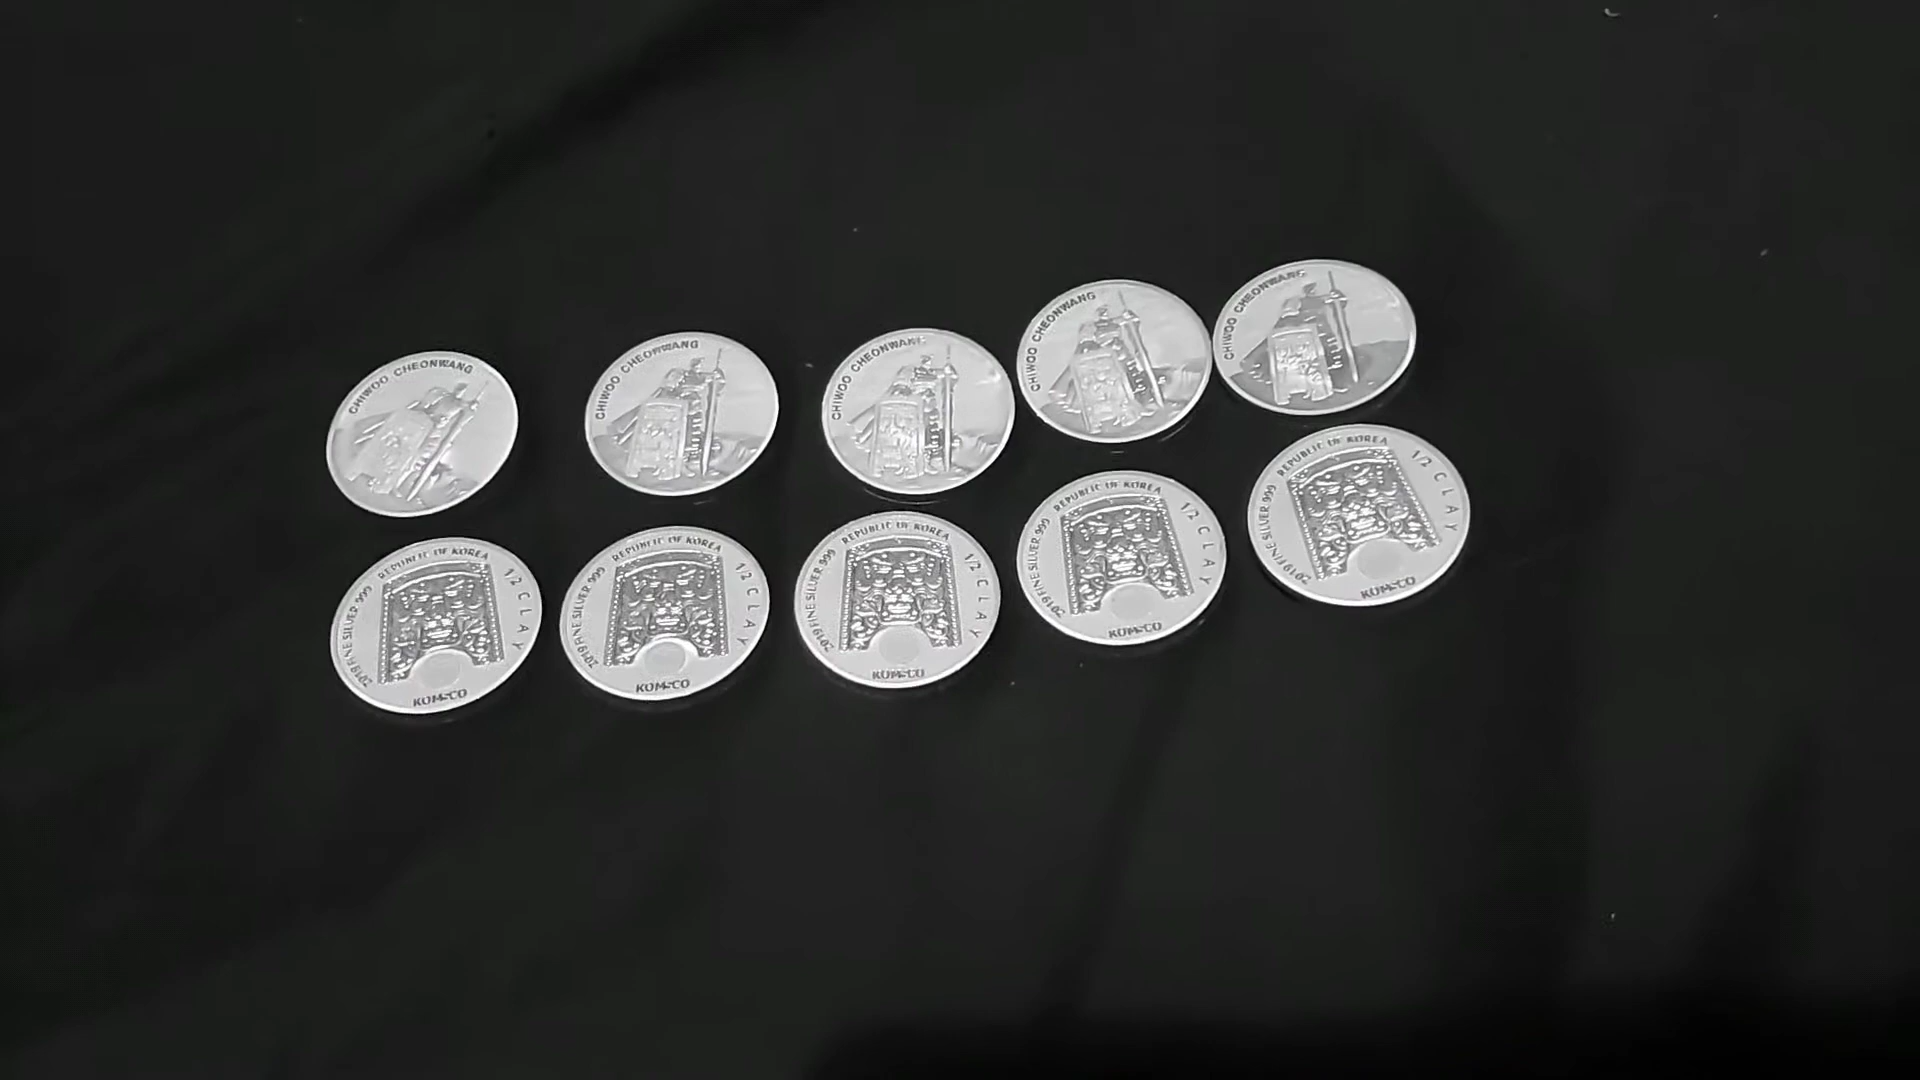 CHIWOO CHEONWANG
CHIWOO CHEONWANG
CHIWOO CHEONWANG
CHIWOO CHEONWANG
CHIWOO CHEONWANG
REPUBLIC OF KOREA
2019 FINE SILVER 999
1/2 CLAY
KOMSCO
REPUBLIC OF KOREA
2019 FINE SILVER 999
1/2 CLAY
KOMSCO
REPUBLIC OF KOREA
2019 FINE SILVER 999
1/2 CLAY
KOMSCO
REPUBLIC OF KOREA
2019 FINE SILVER 999
1/2 CLAY
KOMSCO
REPUBLIC OF KOREA
2019 FINE SILVER 999
1/2 CLAY
KOMSCO